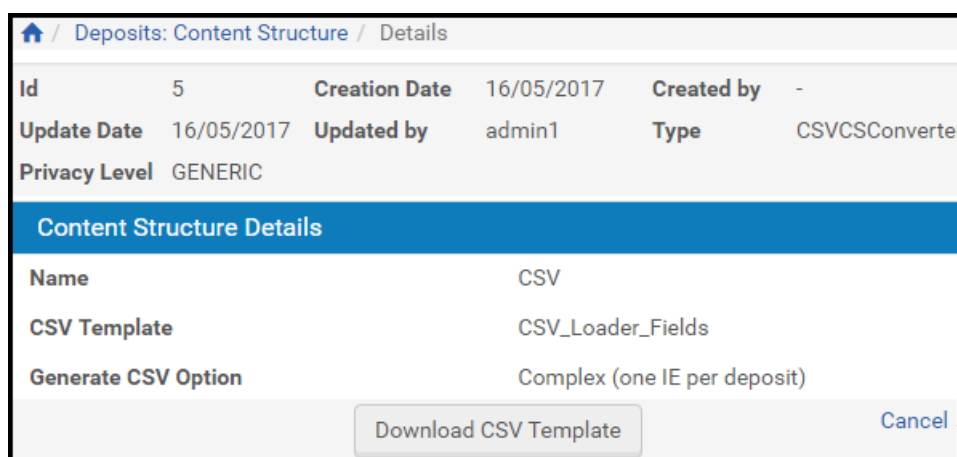 / Deposits: Content Structure / Details
Id 5 Creation Date 16/05/2017 Created by -
Update Date 16/05/2017 Updated by admin1 Type CSVCSConverte
Privacy Level GENERIC
Content Structure Details
Name CSV
CSV Template CSV_Loader_Fields
Generate CSV Option Complex (one IE per deposit)
Download CSV Template Cancel